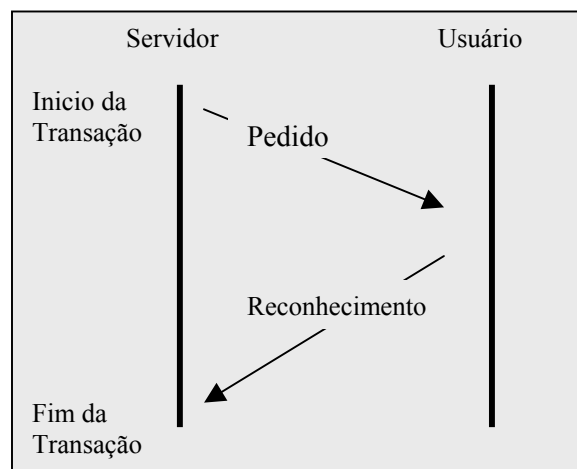 Servidor
Usuário
Inicio da
Transação
Pedido
Reconhecimento
Fim da
Transação